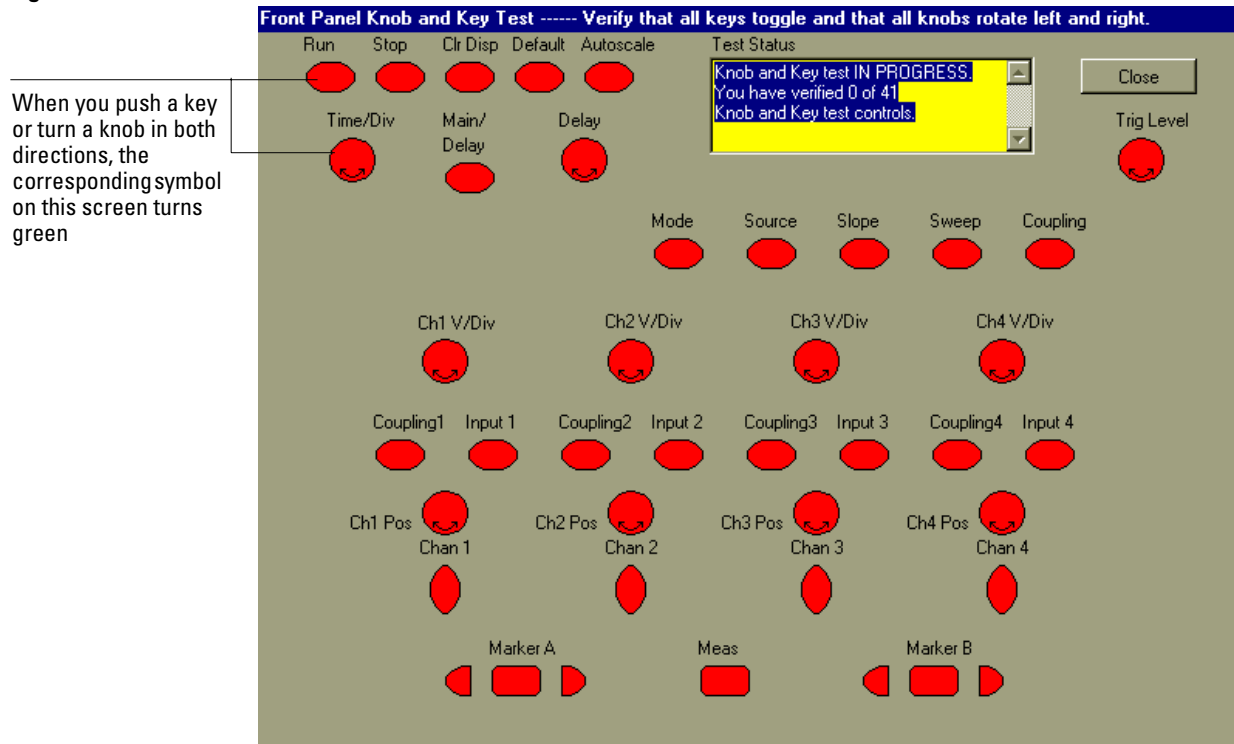 Front Panel Knob and Key Test ------ Verify that all keys toggle and that all knobs rotate left and right.
Run Stop Clr Disp Default Autoscale Test Status
Knob and Key test IN PROGRESS.
You have verified 0 of 41
Knob and Key test controls.
Close
When you push a key
or turn a knob in both
directions, the
corresponding symbol
on this screen turns
green
Time/Div Main/ Delay Trig Level
Delay
Mode Source Slope Sweep Coupling
Ch1 V/Div Ch2 V/Div Ch3 V/Div Ch4 V/Div
Coupling1 Input 1 Coupling2 Input 2 Coupling3 Input 3 Coupling4 Input 4
Ch1 Pos Ch2 Pos Ch3 Pos Ch4 Pos
Chan 1 Chan 2 Chan 3 Chan 4
Marker A Meas Marker B